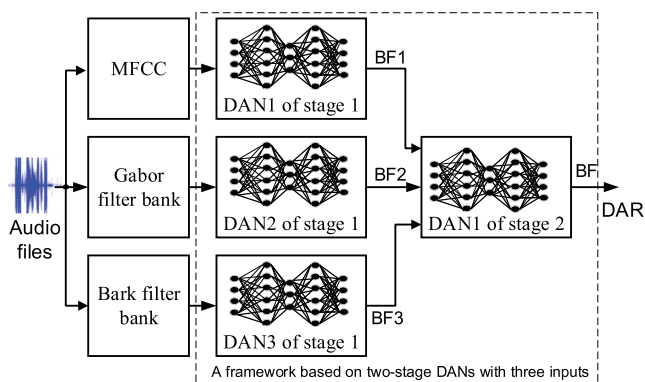 MFCC
DAN1 of stage 1
BF1
Gabor
filter bank
DAN2 of stage 1
BF2
DAN1 of stage 2
BF
DAR
Audio
files
Bark filter
bank
DAN3 of stage 1
BF3
A framework based on two-stage DANs with three inputs